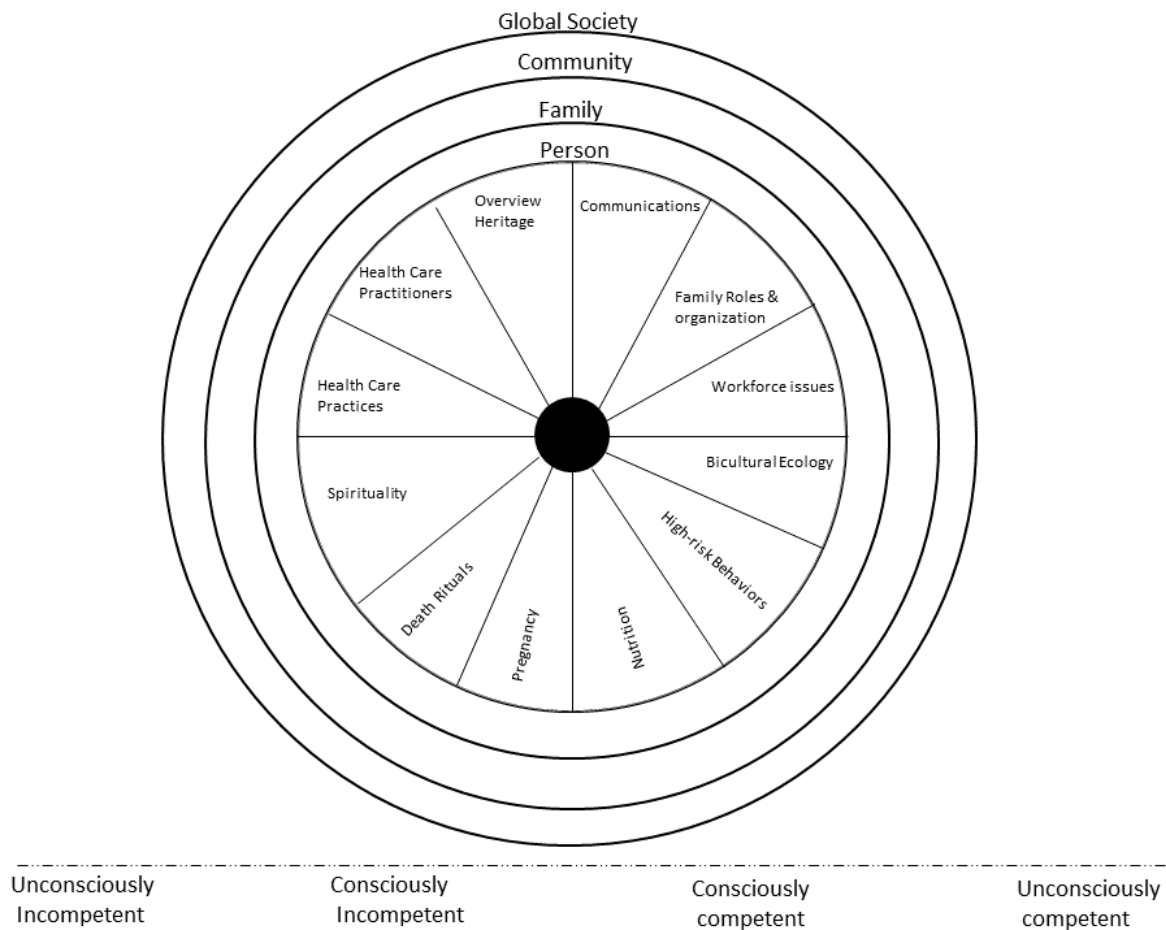 Global Society
Community
Family
Person
Overview
Heritage
Communications
Health Care
Practitioners
Family Roles &
organization
Health Care
Practices
Workforce issues
Bicultural Ecology
Spirituality
High-risk Behaviors
Death Rituals
Pregnancy
Nutrition
Unconsciously
Incompetent
Consciously
Incompetent
Consciously
competent
Unconsciously
competent